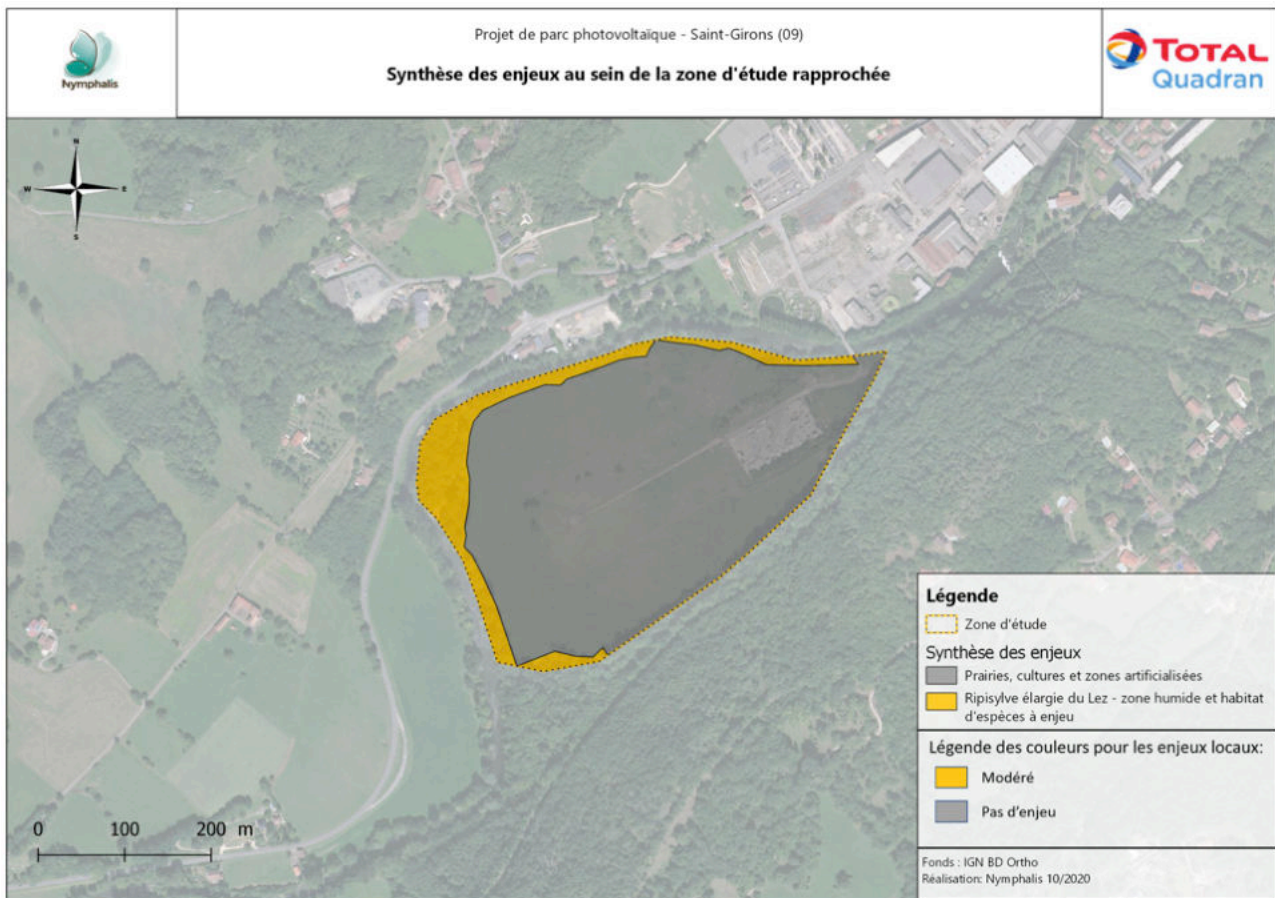 Nymphalis
Projet de parc photovoltaïque - Saint-Girons (09)
Synthèse des enjeux au sein de la zone d'étude rapprochée
TOTAL
Quadran
N
W
E
S
Légende
Zone d'étude
Synthèse des enjeux
Prairies, cultures et zones artificialisées
Ripisylve élargie du Lez - zone humide et habitat
d'espèces à enjeu
Légende des couleurs pour les enjeux locaux:
Modéré
Pas d'enjeu
0 100 200 m
Fonds : IGN BD Ortho
Réalisation: Nymphalis 10/2020